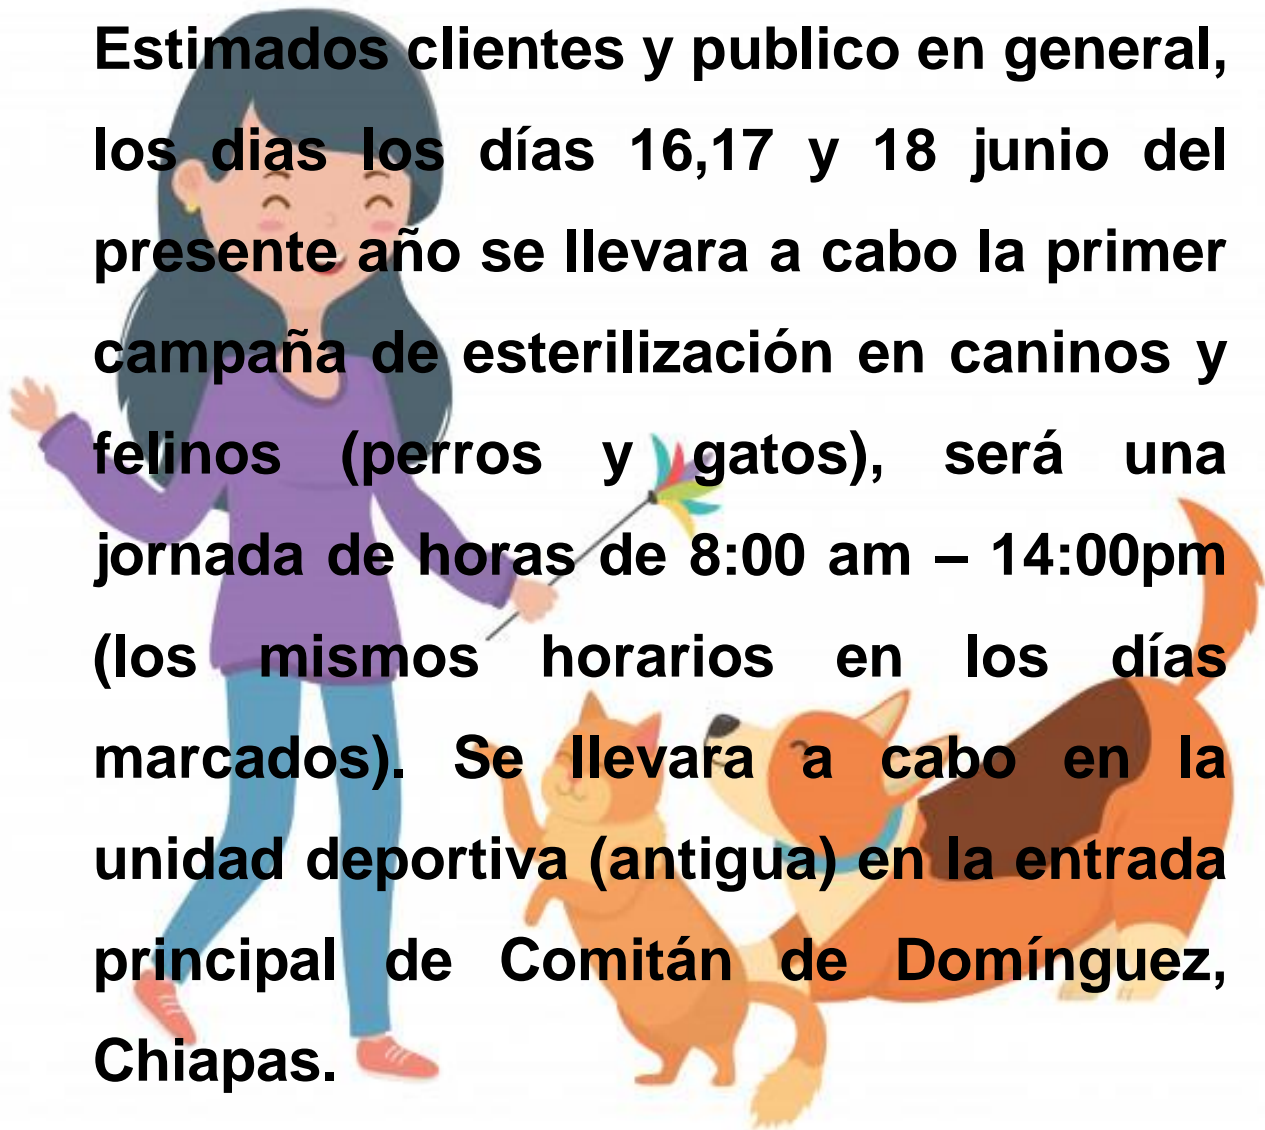 Estimados clientes y publico en general,
los dias los días 16,17 y 18 junio del
presente año se llevara a cabo la primer
campaña de esterilización en caninos y
felinos (perros y gatos), será una
jornada de horas de 8:00 am – 14:00pm
(los mismos horarios en los días
marcados). Se llevara a cabo en la
unidad deportiva (antigua) en la entrada
principal de Comitán de Domínguez,
Chiapas.